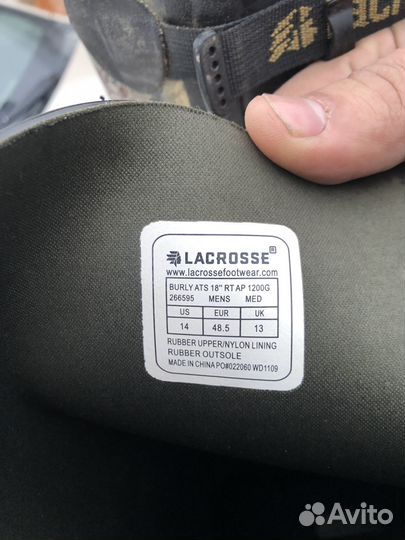 LACROSSE
www.lacrossefootwear.com
BURLY ATS 18" RT AP 1200G
266595 MENS MED
US EUR UK
14 48.5 13
RUBBER UPPER/NYLON LINING
RUBBER OUTSOLE
MADE IN CHINA PO#022060 WD1109
Avito